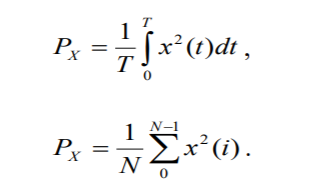 P_X = \frac{1}{T} \int_0^T x^2(t)dt ,
P_X = \frac{1}{N} \sum_0^{N-1} x^2(i) .